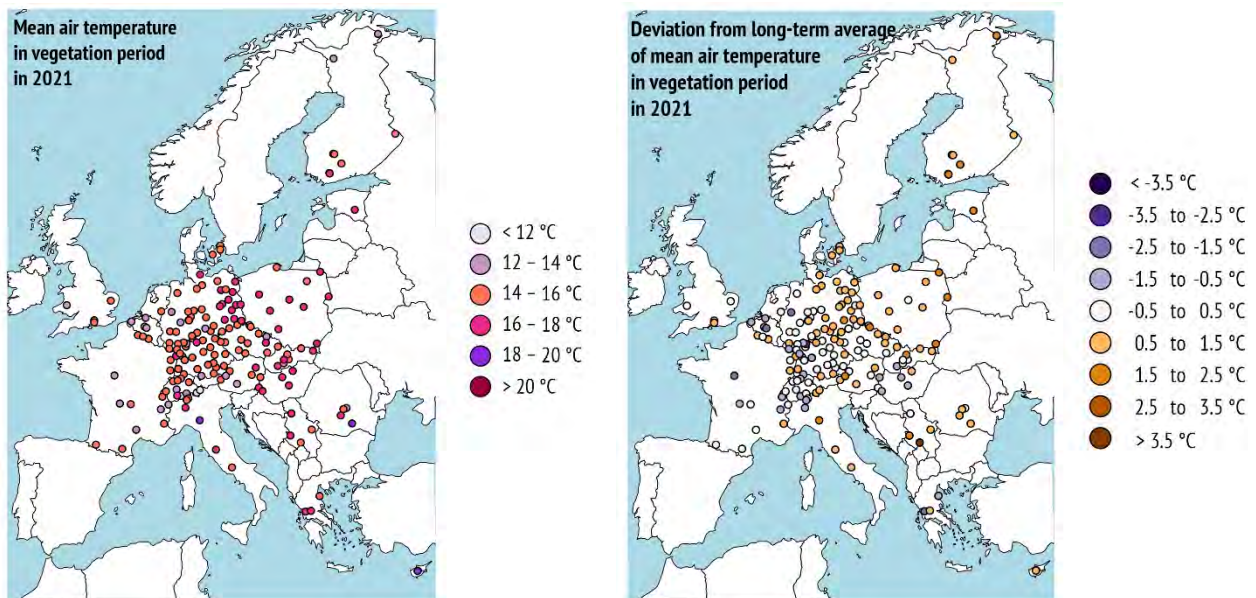 Mean air temperature
in vegetation period
in 2021
< 12 °C
12 – 14 °C
14 – 16 °C
16 – 18 °C
18 – 20 °C
> 20 °C
Deviation from long-term average
of mean air temperature
in vegetation period
in 2021
< -3.5 °C
-3.5 to -2.5 °C
-2.5 to -1.5 °C
-1.5 to -0.5 °C
-0.5 to 0.5 °C
0.5 to 1.5 °C
1.5 to 2.5 °C
2.5 to 3.5 °C
> 3.5 °C